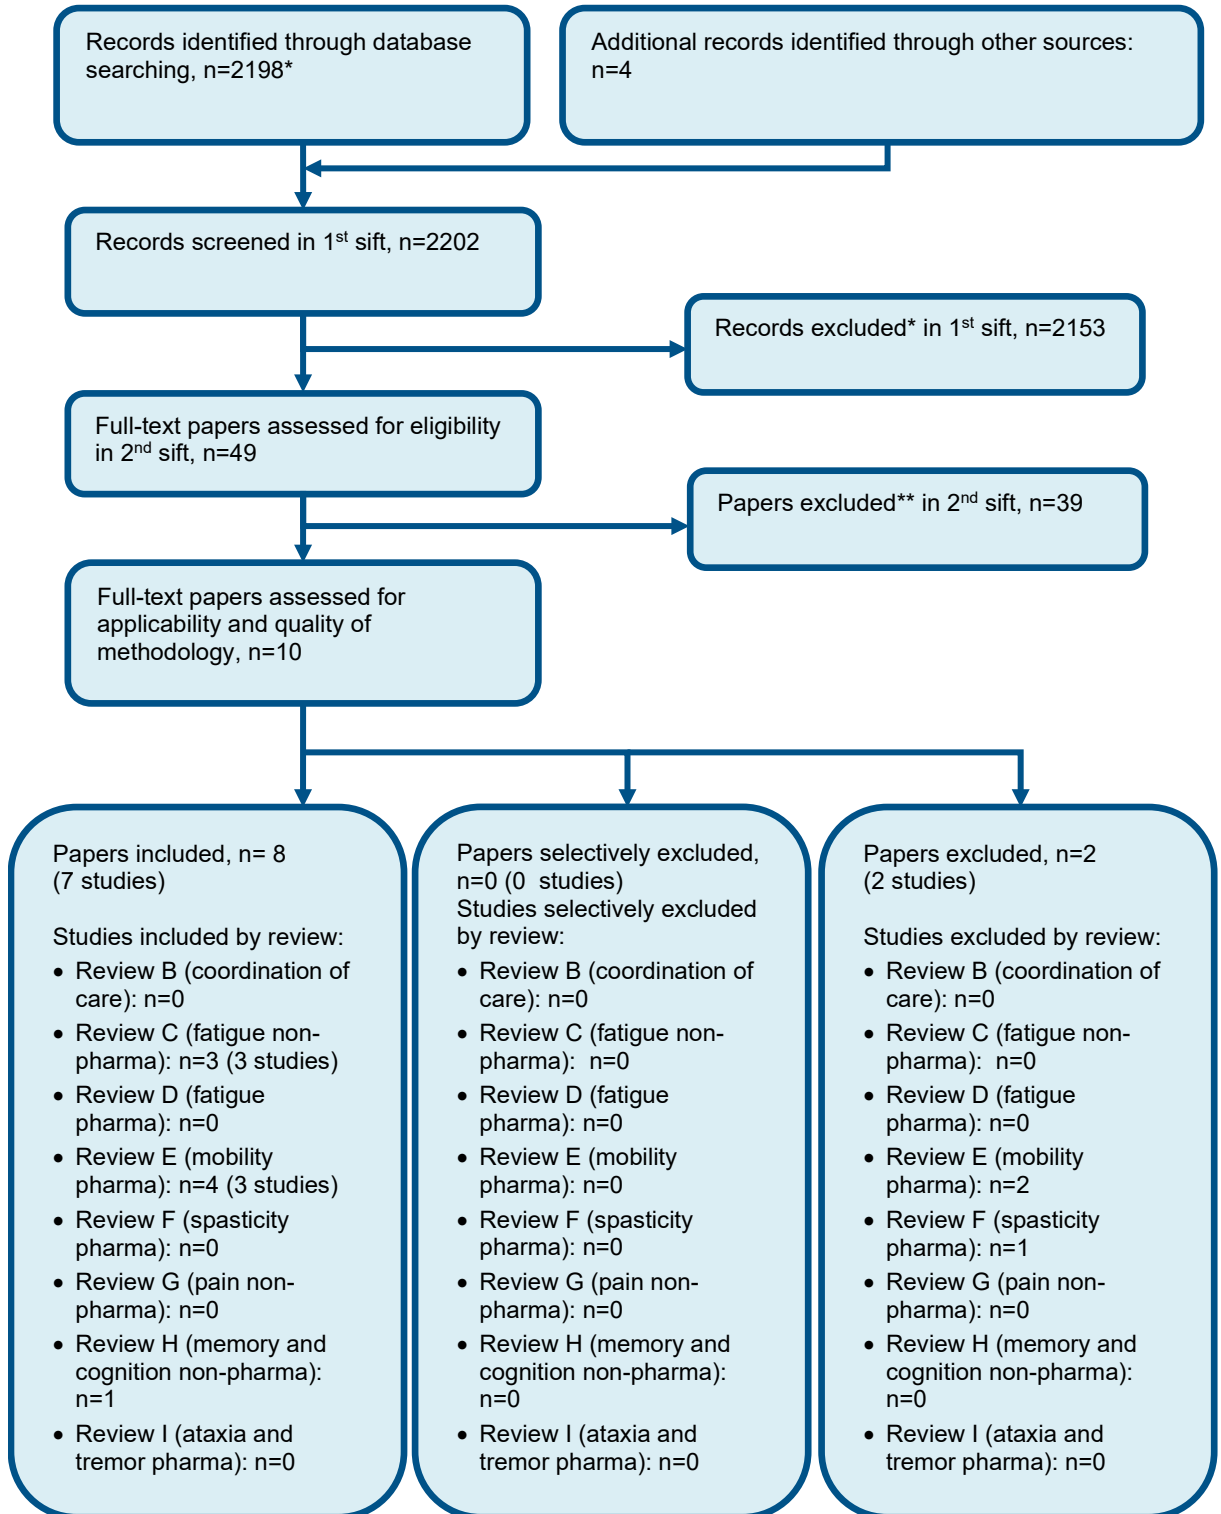 Records identified through database
searching, n=2198*
Additional records identified through other sources:
n=4
Records screened in 1st sift, n=2202
Records excluded* in 1st sift, n=2153
Full-text papers assessed for eligibility
in 2nd sift, n=49
Papers excluded** in 2nd sift, n=39
Full-text papers assessed for
applicability and quality of
methodology, n=10
Papers included, n= 8
(7 studies)
Studies included by review:
• Review B (coordination of
care): n=0
• Review C (fatigue non-
pharma): n=3 (3 studies)
• Review D (fatigue
pharma): n=0
• Review E (mobility
pharma): n=4 (3 studies)
• Review F (spasticity
pharma): n=0
• Review G (pain non-
pharma): n=0
• Review H (memory and
cognition non-pharma):
n=1
• Review I (ataxia and
tremor pharma): n=0
Papers selectively excluded,
n=0 (0  studies)
Studies selectively excluded
by review:
• Review B (coordination of
care): n=0
• Review C (fatigue non-
pharma):  n=0
• Review D (fatigue
pharma): n=0
• Review E (mobility
pharma): n=0
• Review F (spasticity
pharma): n=0
• Review G (pain non-
pharma): n=0
• Review H (memory and
cognition non-pharma):
n=0
• Review I (ataxia and
tremor pharma): n=0
Papers excluded, n=2
(2 studies)
Studies excluded by review:
• Review B (coordination of
care): n=0
• Review C (fatigue non-
pharma):  n=0
• Review D (fatigue
pharma): n=0
• Review E (mobility
pharma): n=2
• Review F (spasticity
pharma): n=1
• Review G (pain non-
pharma): n=0
• Review H (memory and
cognition non-pharma):
n=0
• Review I (ataxia and
tremor pharma): n=0